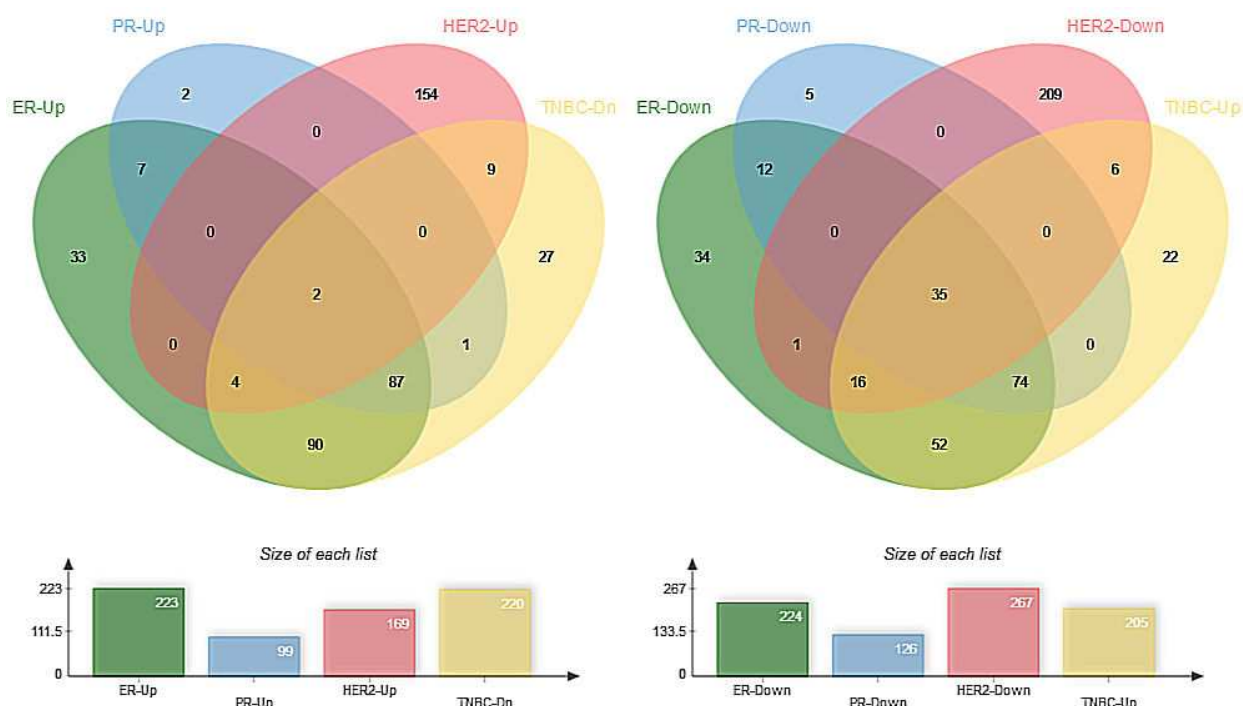 PR-Up
HER2-Up
ER-Up
TNBC-Dn
2
154
0
7
9
0
0
33
27
2
0
1
4
87
90
PR-Down
HER2-Down
ER-Down
TNBC-Up
5
209
0
12
6
0
0
34
22
35
1
0
16
74
52
Size of each list
223
111.5
0
223
99
169
220
ER-Up
PR-Up
HER2-Up
TNBC-Dn
Size of each list
267
133.5
0
224
126
267
205
ER-Down
PR-Down
HER2-Down
TNBC-Up